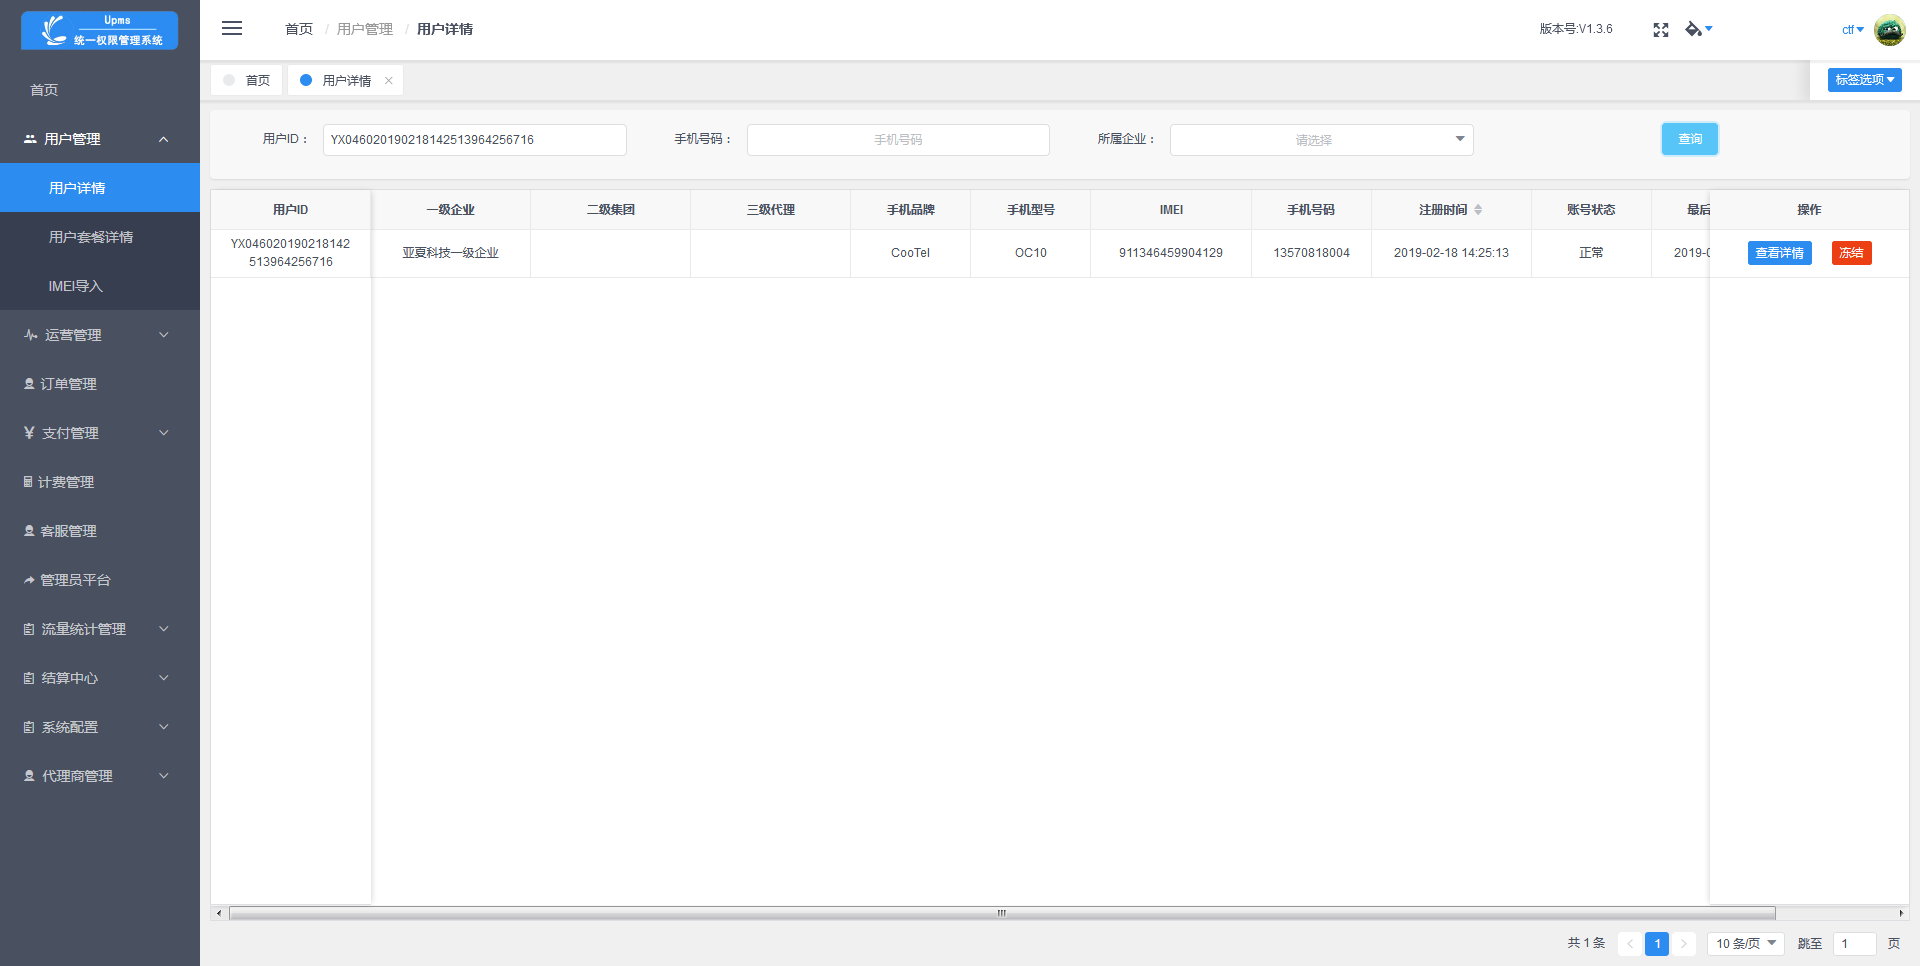 Upms
统一权限管理系统
首页
用户管理
用户详情
用户套餐详情
IMEI导入
运营管理
订单管理
支付管理
计费管理
客服管理
管理员平台
流量统计管理
结算中心
系统配置
代理商管理
首页 / 用户管理 / 用户详情
版本号:V1.3.6
ctf
首页
用户详情
标签选项
用户ID： YX046020190218142513964256716
手机号码： 手机号码
所属企业： 请选择
查询
用户ID 一级企业 二级集团 三级代理 手机品牌 手机型号 IMEI 手机号码 注册时间 账号状态 最后 操作
YX046020190218142
513964256716
亚夏科技一级企业 CooTel OC10 911346459904129 13570818004 2019-02-18 14:25:13 正常 2019-0 查看详情 冻结
共 1 条 1 10 条/页 跳至 1 页